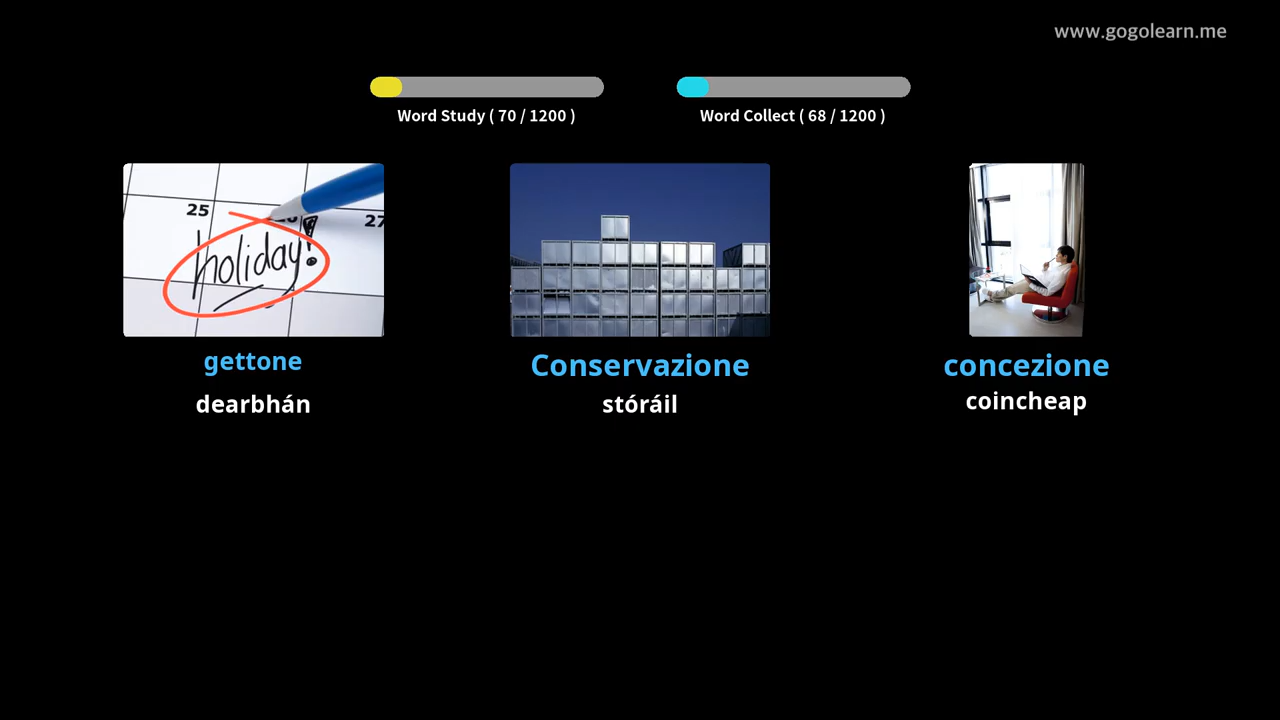 www.gogolearn.me
Word Study ( 70 / 1200 )
Word Collect ( 68 / 1200 )
25
27
holiday!
gettone
Conservazione
concezione
dearbhán
stóráil
coincheap